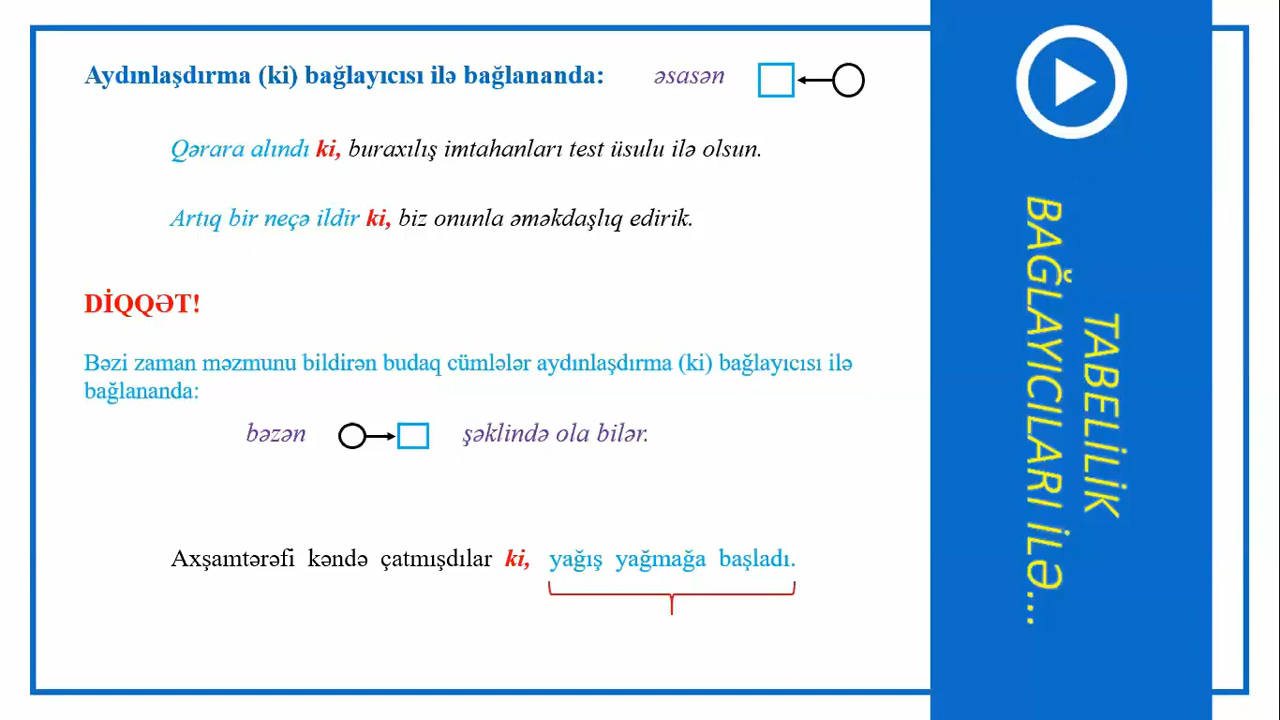 Aydınlaşdırma (ki) bağlayıcısı ilə bağlananda: əsasən
Qərara alındı ki, buraxılış imtahanları test üsulu ilə olsun.
Artıq bir neçə ildir ki, biz onunla əməkdaşlıq edirik.
DİQQƏT!
Bəzi zaman məzmunu bildirən budaq cümlələr aydınlaşdırma (ki) bağlayıcısı ilə
bağlananda:
bəzən şəklində ola bilər.
Axşamtərəfi kəndə çatmışdılar ki, yağış yağmağa başladı.
TABELİLİK
BAĞLAYICILARI İLƏ...